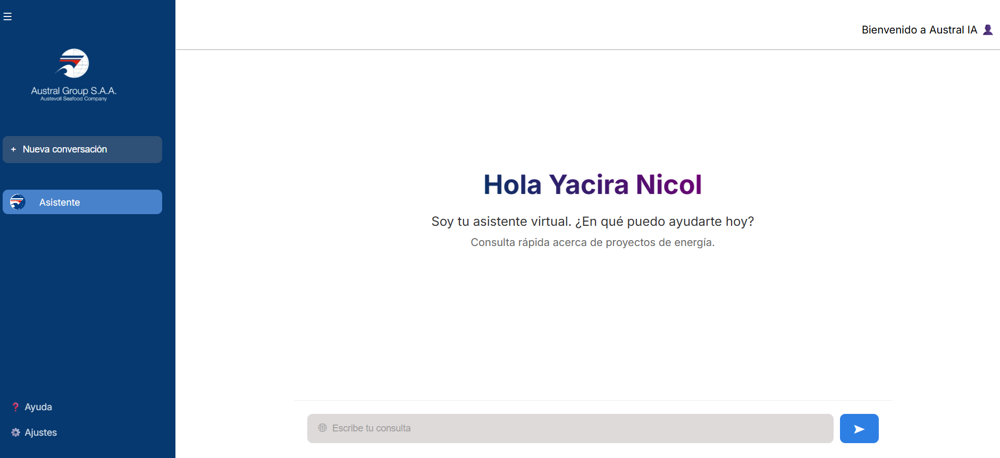 Bienvenido a Austral IA
Austral Group S.A.A.
Austevoll Seafood Company
+ Nueva conversación
Asistente
Hola Yacira Nicol
Soy tu asistente virtual. ¿En qué puedo ayudarte hoy?
Consulta rápida acerca de proyectos de energía.
❓ Ayuda
Ajustes
Escribe tu consulta